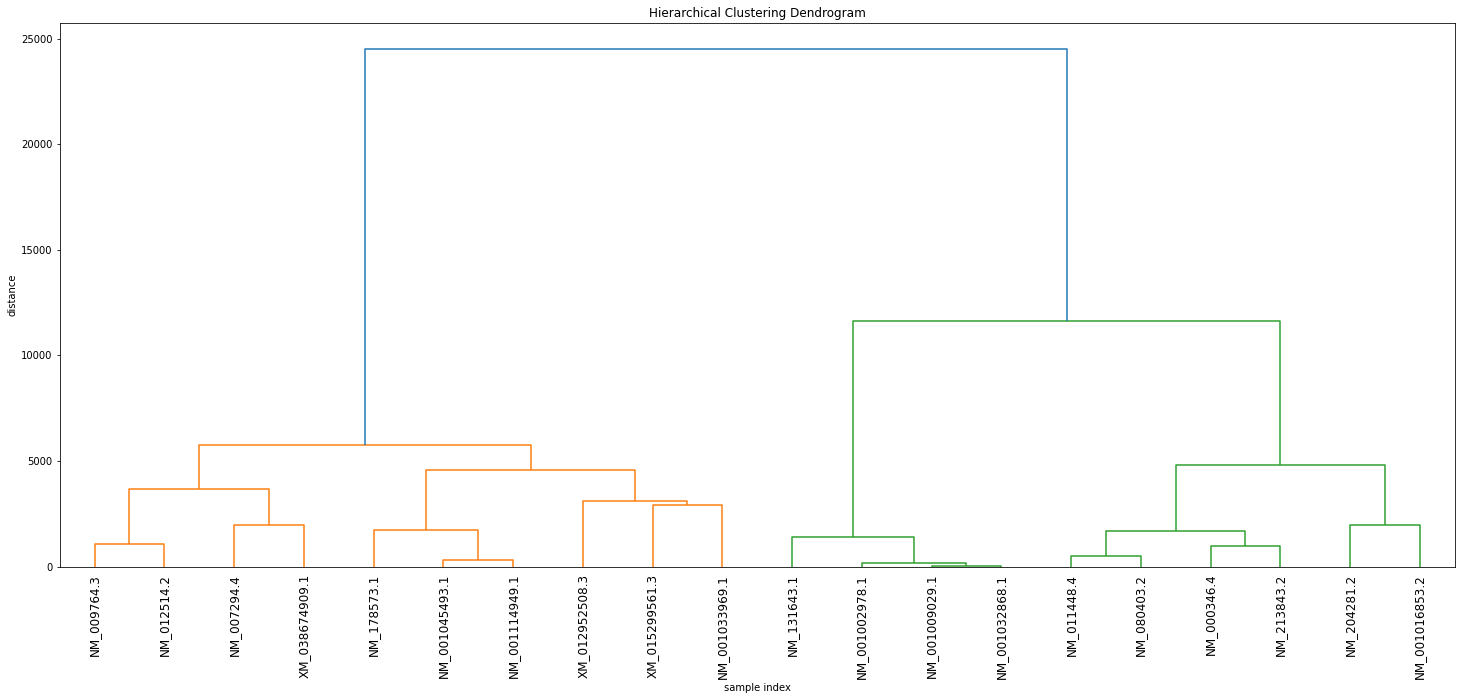 Hierarchical Clustering Dendrogram
25000
20000
15000
10000
5000
0
distance
NM_009764.3
NM_012514.2
NM_007294.4
XM_038674909.1
NM_178573.1
NM_001045493.1
NM_001114949.1
XM_012952508.3
XM_015299561.3
NM_001033969.1
NM_131643.1
NM_001002978.1
NM_001009029.1
NM_001032868.1
NM_011448.4
NM_080403.2
NM_000346.4
NM_213843.2
NM_204281.2
NM_001016853.2
sample index